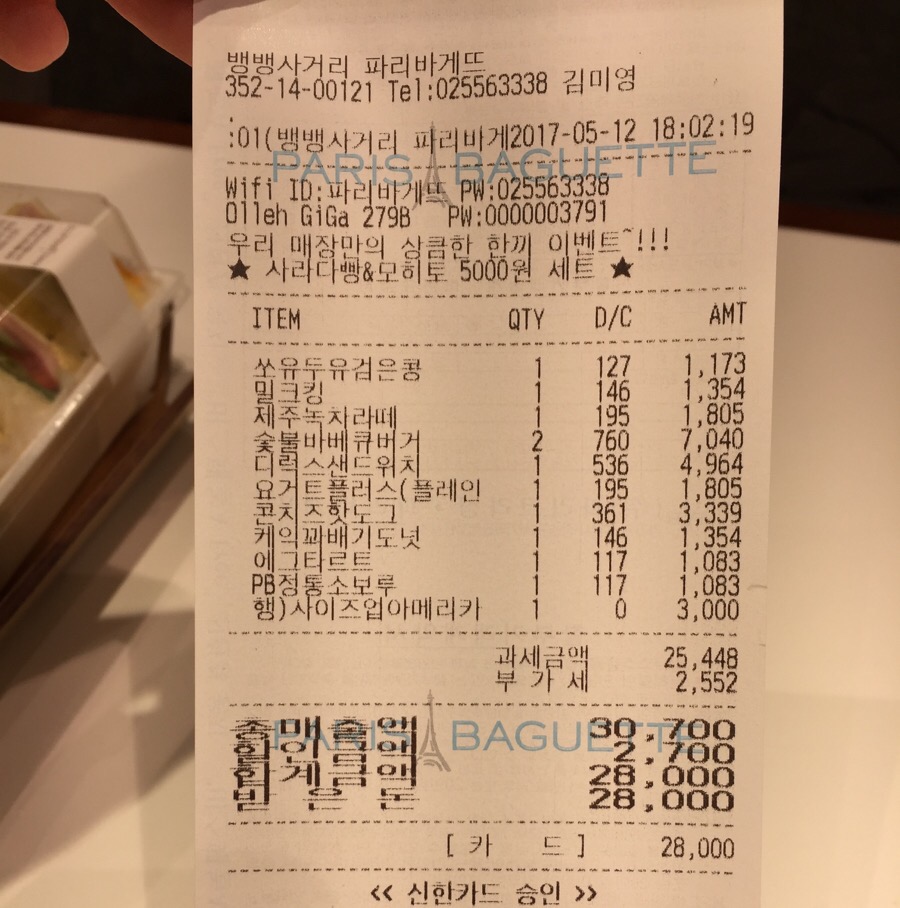 뱅뱅사거리 파리바게뜨
352-14-00121 Tel:025563338 김미영
:01(뱅뱅사거리 파리바게2017-05-12 18:02:19
PARIS BAGUETTE
Wifi ID:파리바게뜨 PW:025563338
Olleh GiGa 279B PW:0000003791
우리 매장만의 상큼한 한끼 이벤트~!!!
★ 사라다빵&모히토 5000원 세트 ★
ITEM QTY D/C AMT
쏘유두유검은콩 1 127 1,173
밀크킹 1 146 1,354
제주녹차라떼 1 195 1,805
숯불바베큐버거 2 760 7,040
디럭스샌드위치 1 536 4,964
요거트플러스(플레인 1 195 1,805
콘치즈핫도그 1 361 3,339
케익꽈배기도넛 1 146 1,354
에그타르트 1 117 1,083
PB정통소보루 1 117 1,083
행)사이즈업아메리카 1 0 3,000
과세금액 25,448
부 가 세 2,552
PARIS BAGUETTE
총 매 출 액 30,700
할 인 금 액 2,700
합 계 금 액 28,000
받 은 돈 28,000
[ 카 드 ] 28,000
<< 신한카드 승인 >>